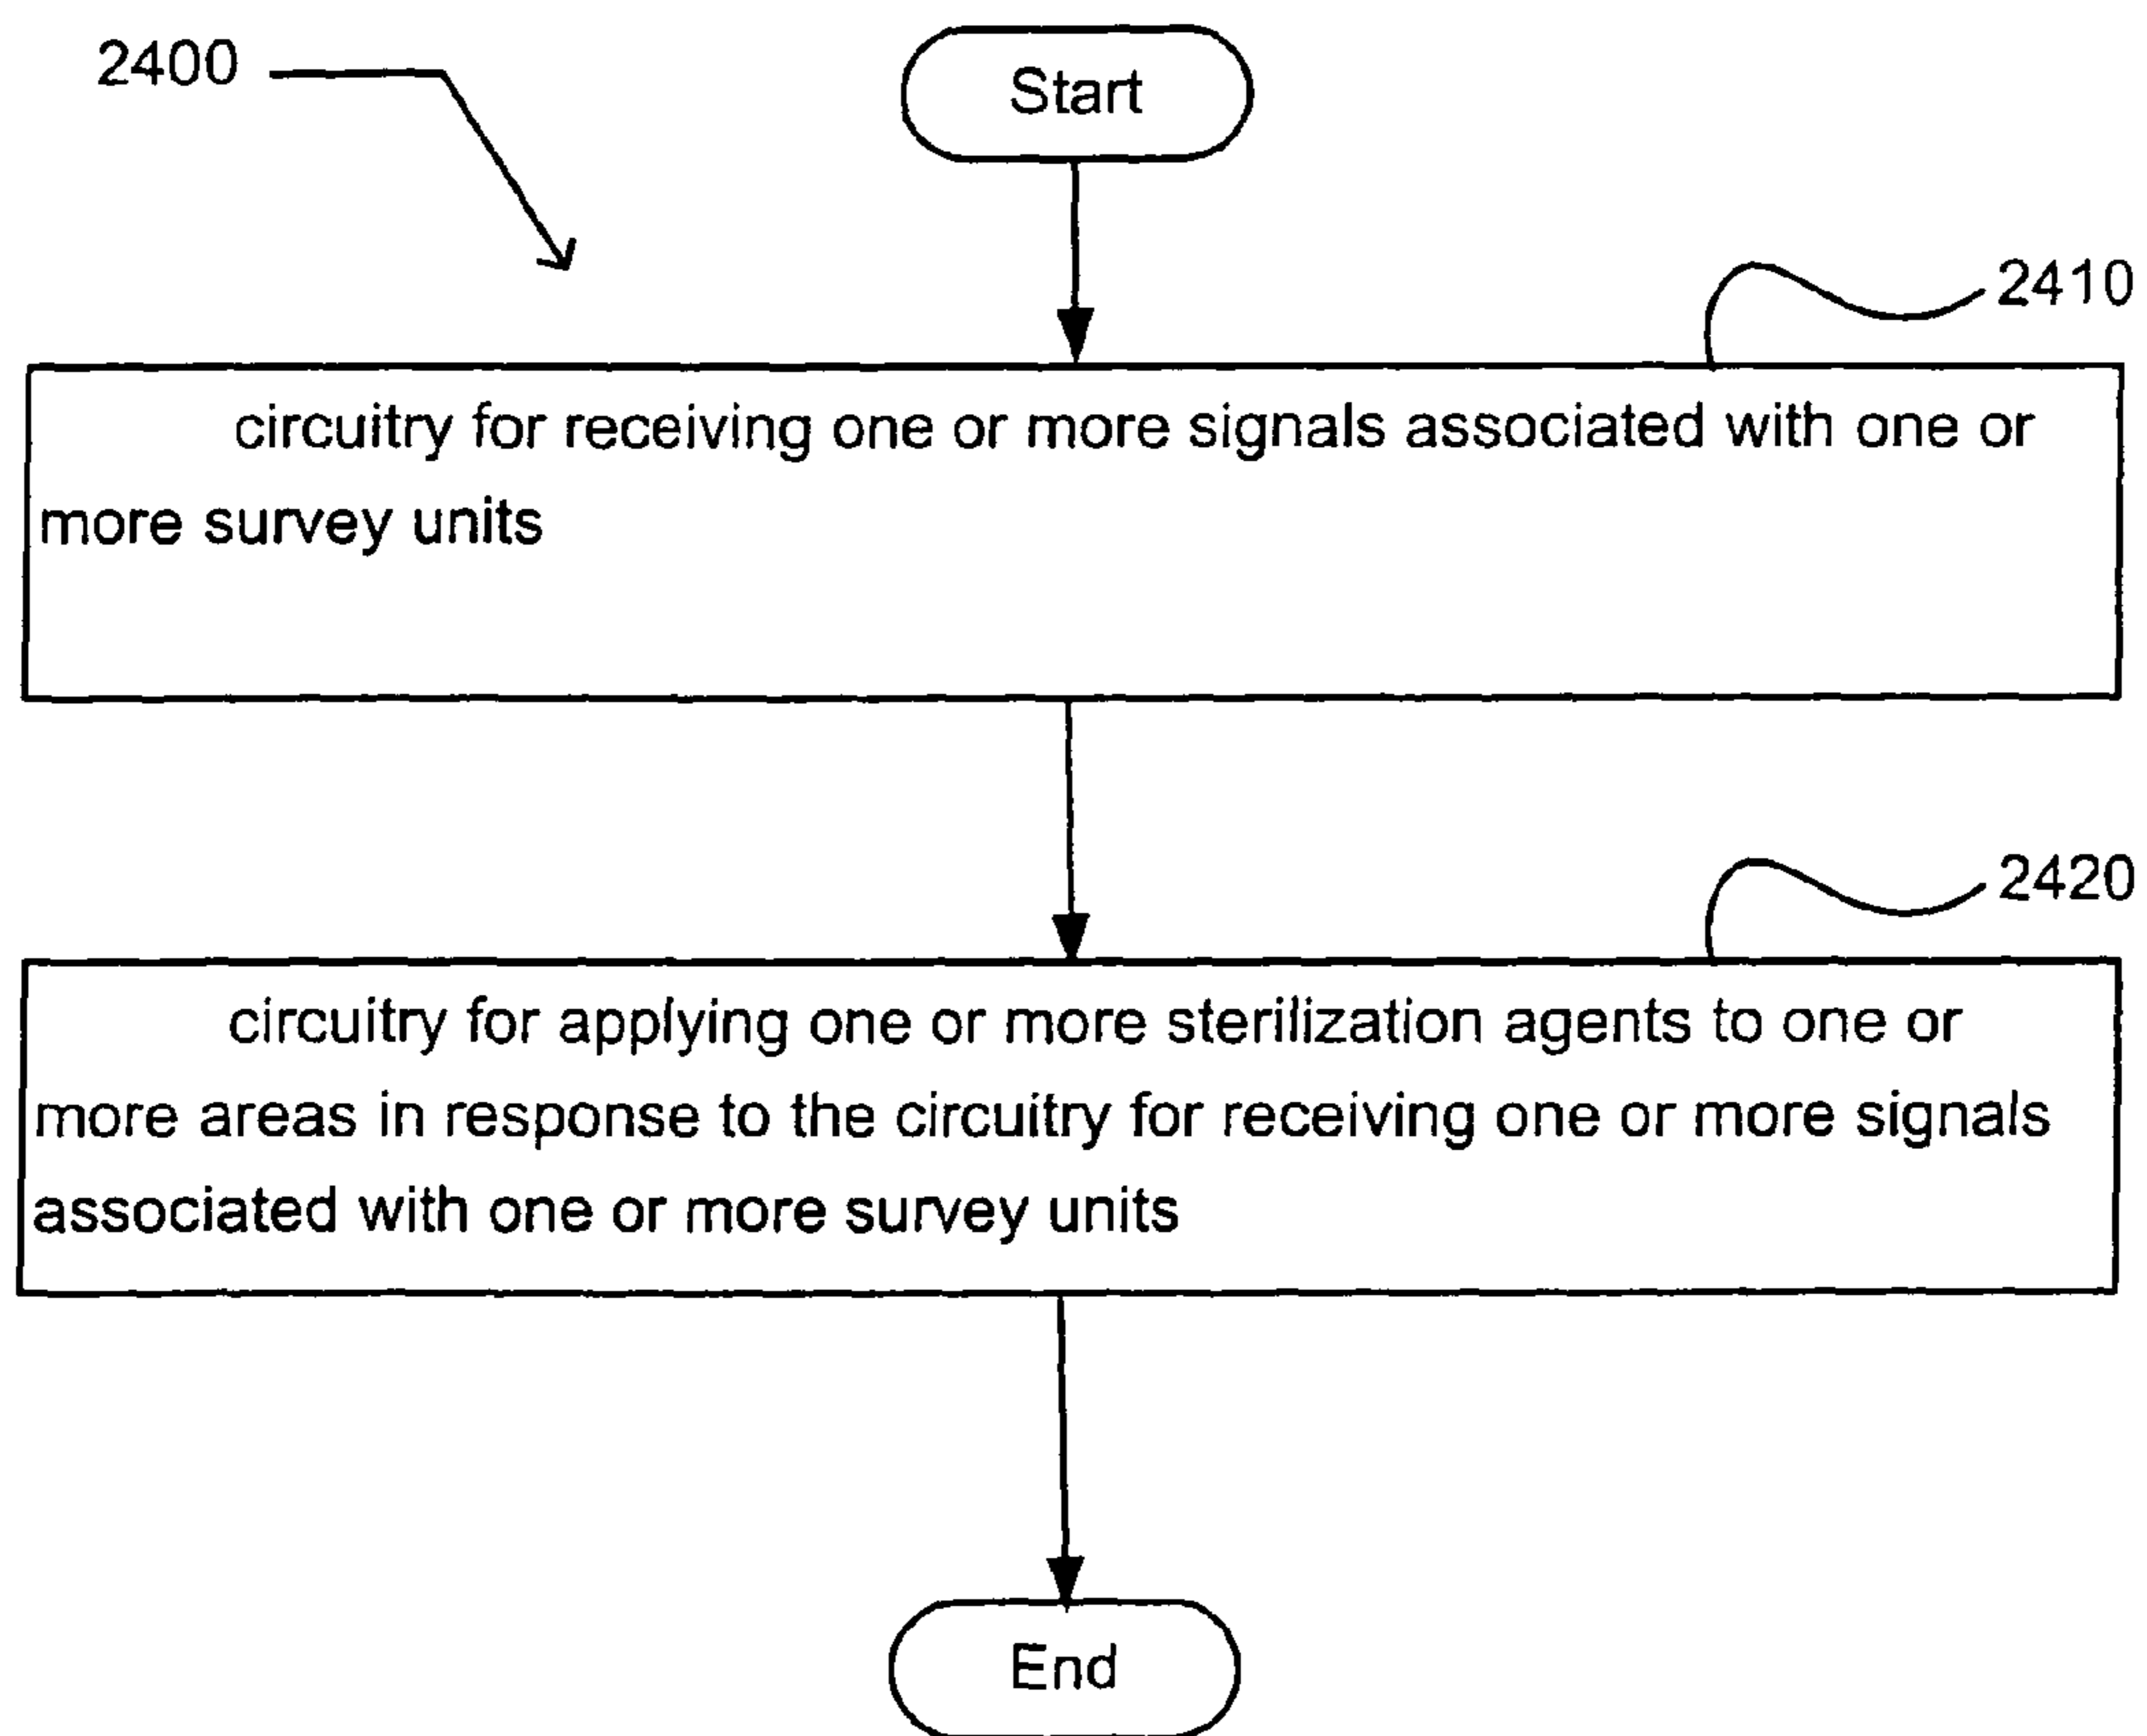 2400
Start
2410
circuitry for receiving one or more signals associated with one or
more survey units
2420
circuitry for applying one or more sterilization agents to one or
more areas in response to the circuitry for receiving one or more signals
associated with one or more survey units
End